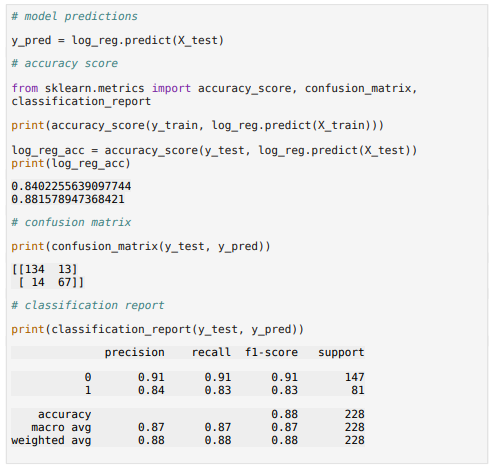 # model predictions
y_pred = log_reg.predict(X_test)
# accuracy score
from sklearn.metrics import accuracy_score, confusion_matrix,
classification_report
print(accuracy_score(y_train, log_reg.predict(X_train)))
log_reg_acc = accuracy_score(y_test, log_reg.predict(X_test))
print(log_reg_acc)
0.8402255639097744
0.881578947368421
# confusion matrix
print(confusion_matrix(y_test, y_pred))
[[134  13]
 [ 14  67]]
# classification report
print(classification_report(y_test, y_pred))
              precision    recall  f1-score   support
           0       0.91      0.91      0.91       147
           1       0.84      0.83      0.83        81
    accuracy                           0.88       228
   macro avg       0.87      0.87      0.87       228
weighted avg       0.88      0.88      0.88       228